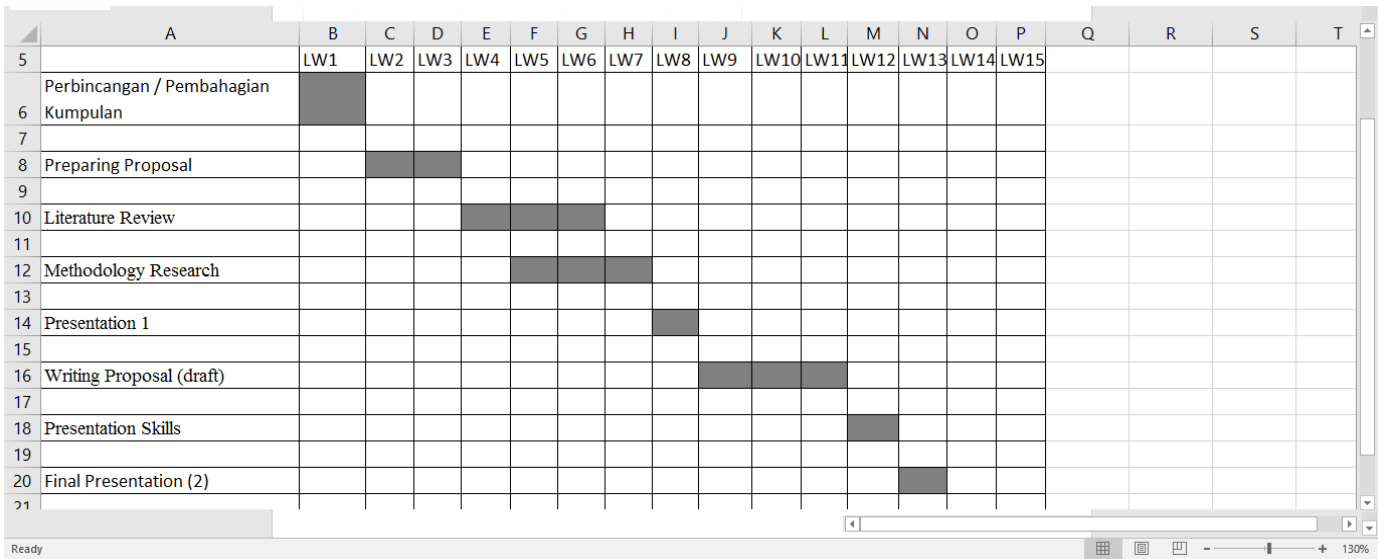 A B C D E F G H I J K L M N O P Q R S T
5 LW1 LW2 LW3 LW4 LW5 LW6 LW7 LW8 LW9 LW10 LW11 LW12 LW13 LW14 LW15
Perbincangan / Pembahagian
6 Kumpulan
7
8 Preparing Proposal
9
10 Literature Review
11
12 Methodology Research
13
14 Presentation 1
15
16 Writing Proposal (draft)
17
18 Presentation Skills
19
20 Final Presentation (2)
21
Ready 130%